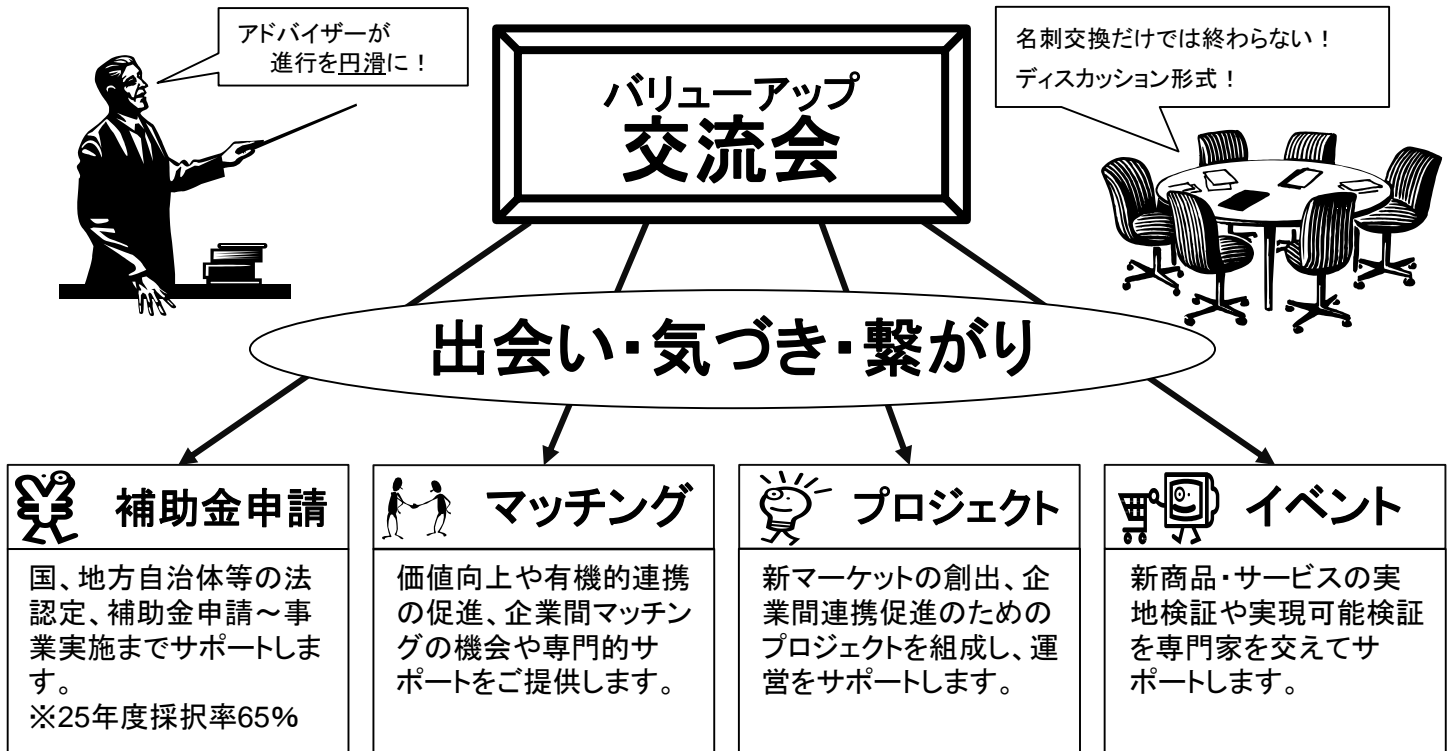 アドバイザーが
進行を円滑に！
バリューアップ
交流会
名刺交換だけでは終わらない！
ディスカッション形式！
出会い・気づき・繋がり
補助金申請
国、地方自治体等の法
認定、補助金申請～事
業実施までサポートしま
す。
※25年度採択率65%
マッチング
価値向上や有機的連携
の促進、企業間マッチン
グの機会や専門的サ
ポートをご提供します。
プロジェクト
新マーケットの創出、企
業間連携促進のための
プロジェクトを組成し、運
営をサポートします。
イベント
新商品・サービスの実
地検証や実現可能検証
を専門家を交えてサ
ポートします。